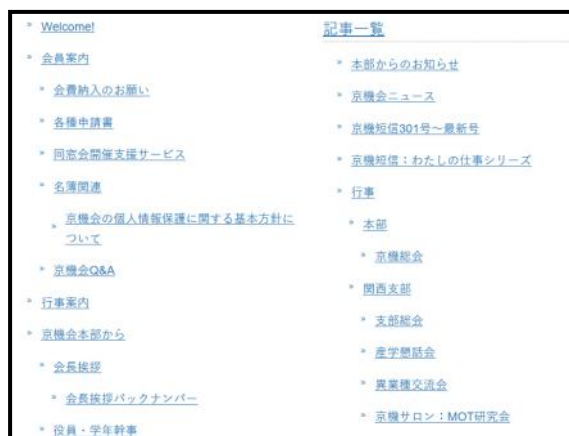 Welcome!
会員案内
会費納入のお願い
各種申請書
同窓会開催支援サービス
名簿関連
京機会の個人情報保護に関する基本方針に
ついて
京機会Q&A
行事案内
京機会本部から
会長挨拶
会長挨拶バックナンバー
役員・学年幹事
記事一覧
本部からのお知らせ
京機会ニュース
京機短信301号～最新号
京機短信：わたしの仕事シリーズ
行事
本部
京機総会
関西支部
支部総会
産学懇話会
異業種交流会
京機サロン：MOT研究会